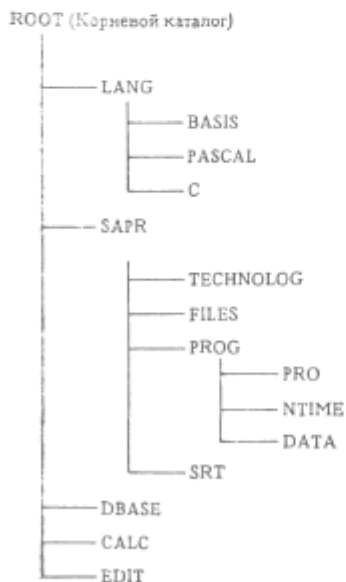 ROOT (Корневой каталог)
LANG
BASIS
PASCAL
C
SAPR
TECHNOLOG
FILES
PROG
PRO
NTIME
DATA
SRT
DBASE
CALC
EDIT